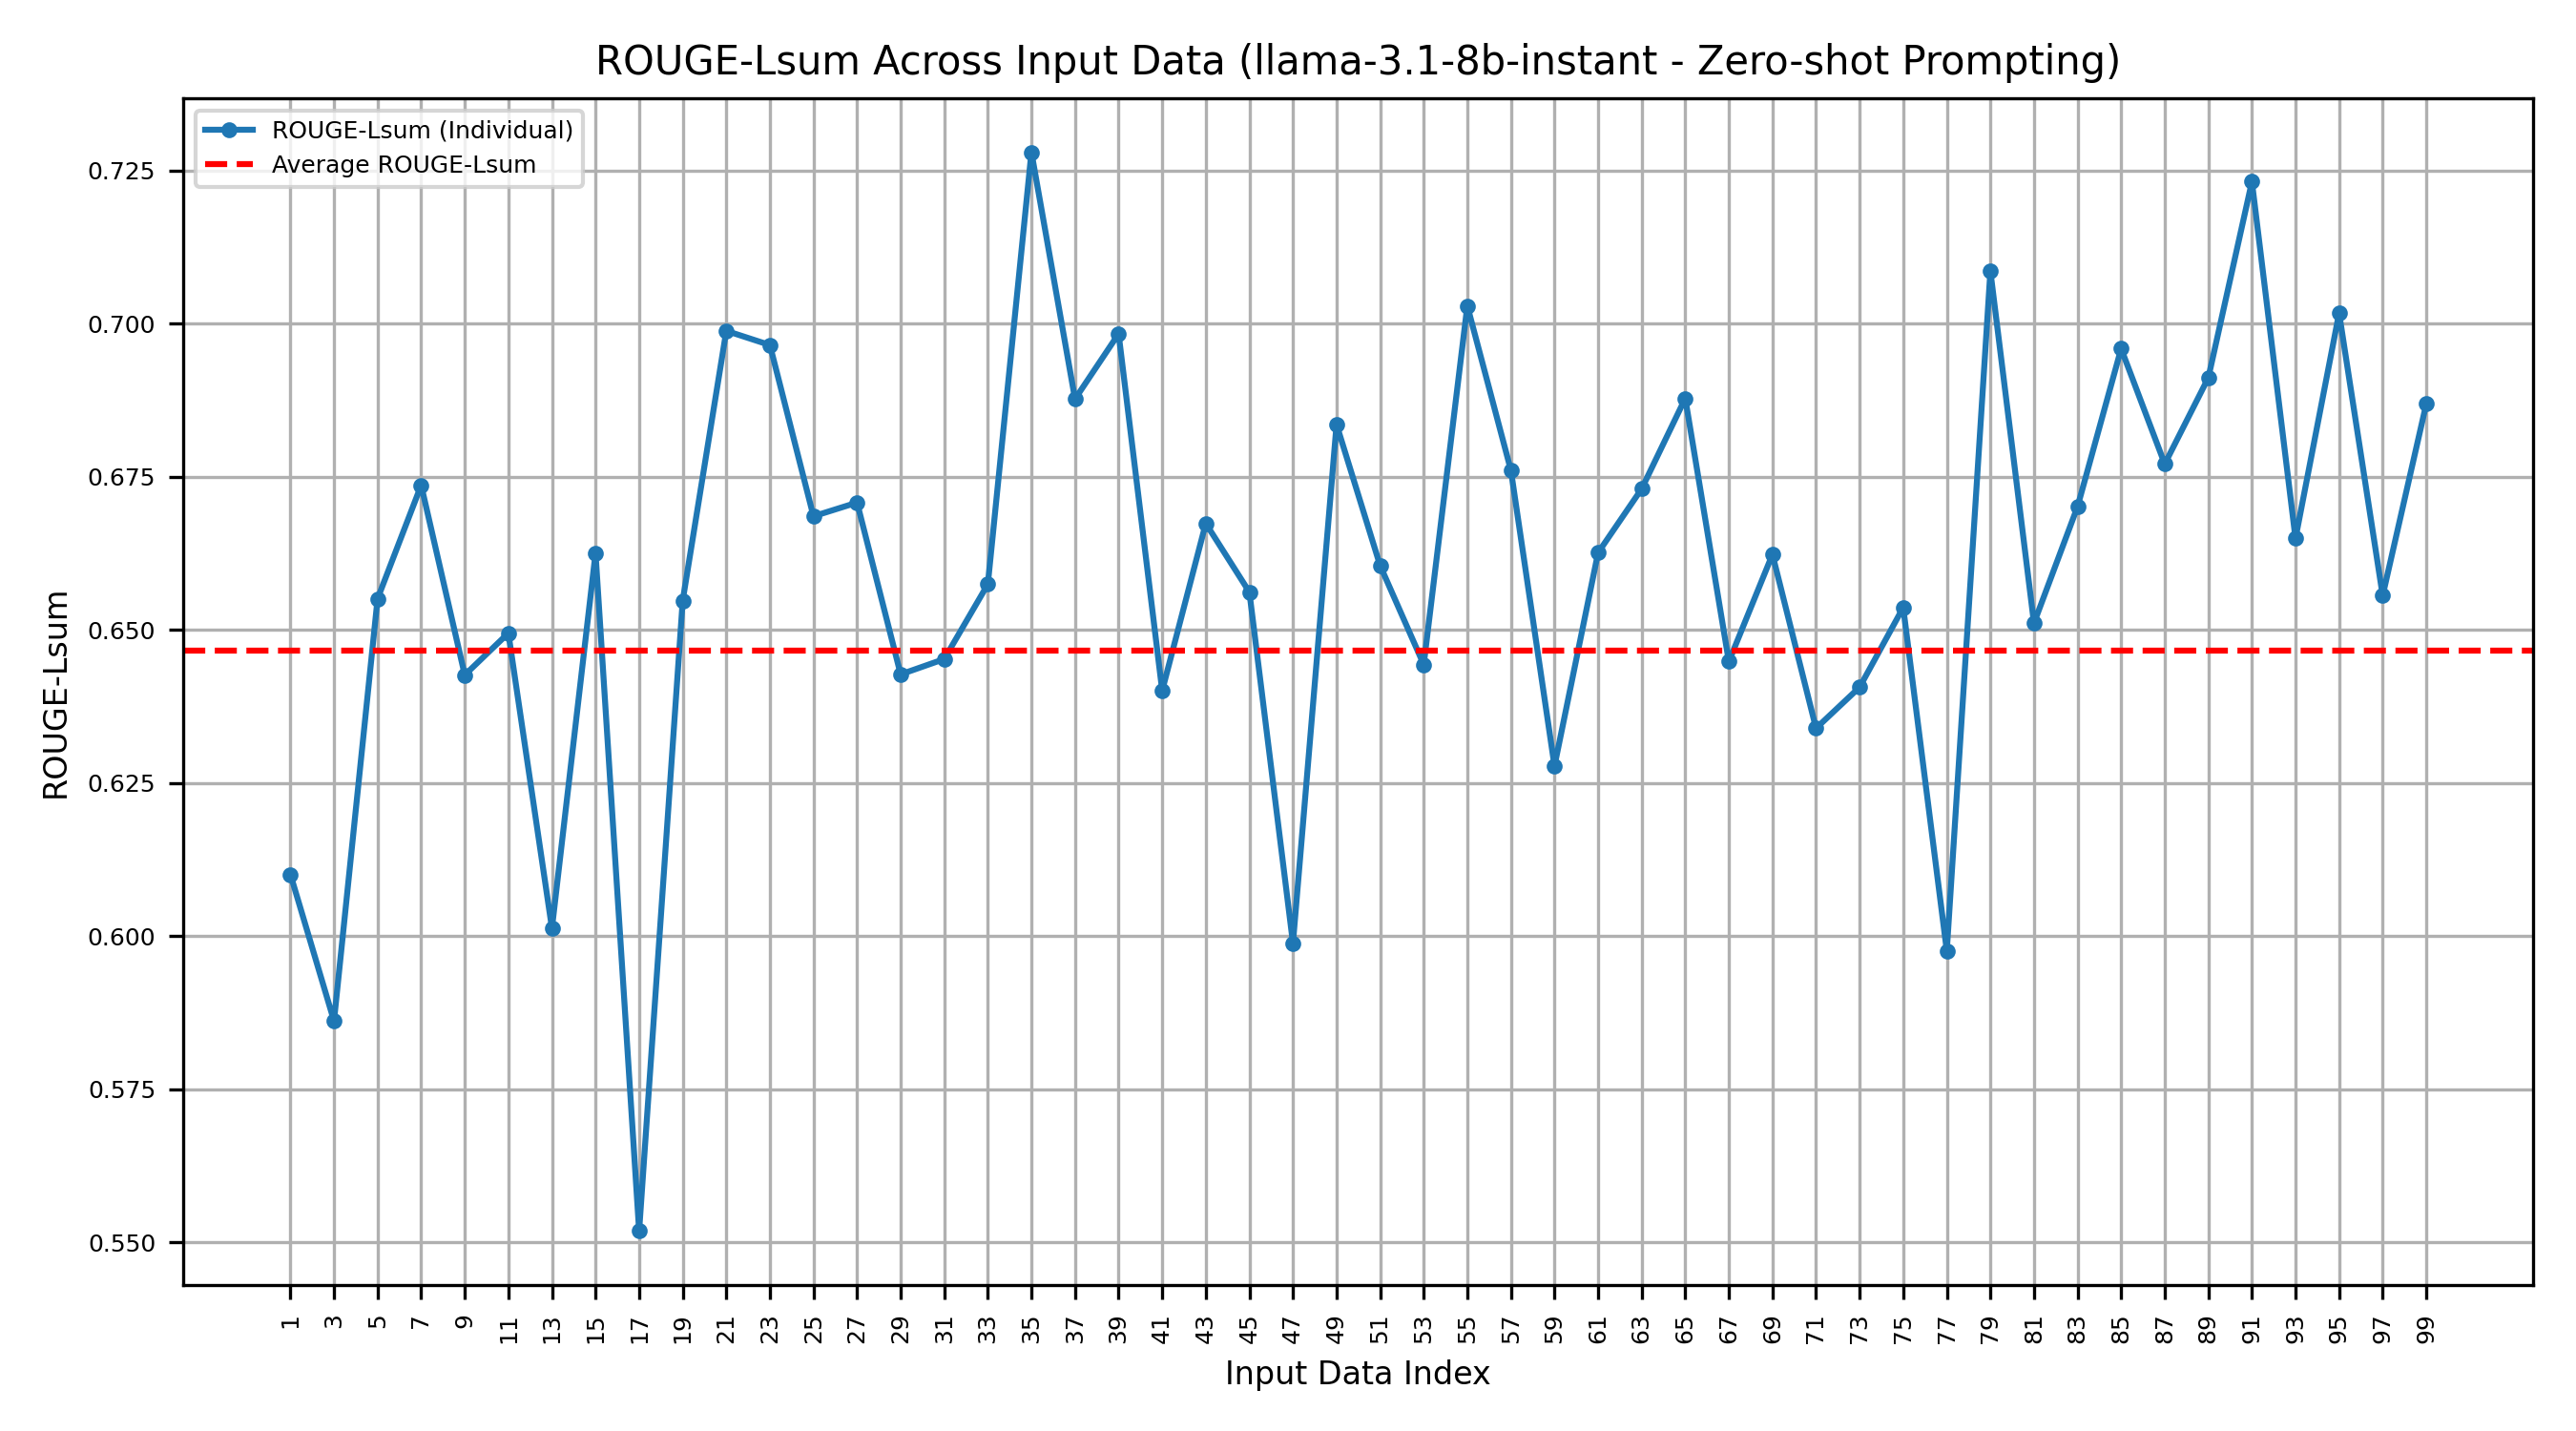 ROUGE-Lsum Across Input Data (llama-3.1-8b-instant - Zero-shot Prompting)
ROUGE-Lsum (Individual)
Average ROUGE-Lsum
ROUGE-Lsum
0.725
0.700
0.675
0.650
0.625
0.600
0.575
0.550
1 3 5 7 9 11 13 15 17 19 21 23 25 27 29 31 33 35 37 39 41 43 45 47 49 51 53 55 57 59 61 63 65 67 69 71 73 75 77 79 81 83 85 87 89 91 93 95 97 99
Input Data Index